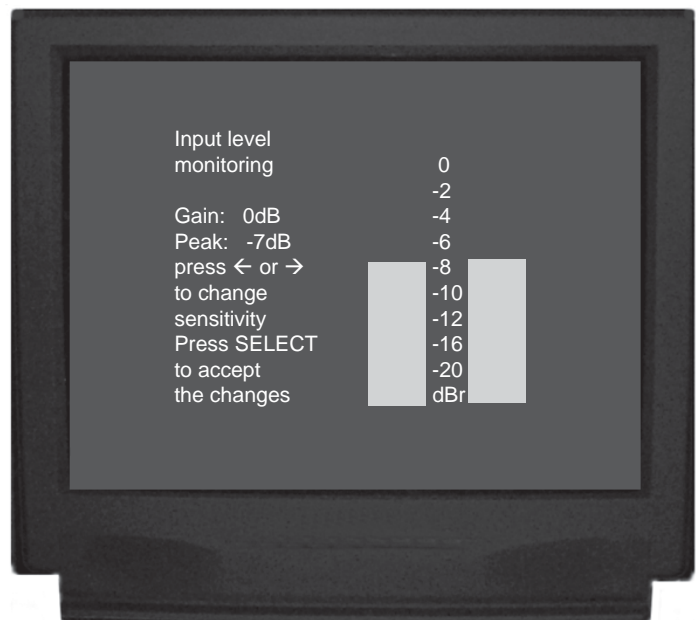 Input level
monitoring
Gain: 0dB
Peak: -7dB
press ← or →
to change
sensitivity
Press SELECT
to accept
the changes
0
-2
-4
-6
-8
-10
-12
-16
-20
dBr